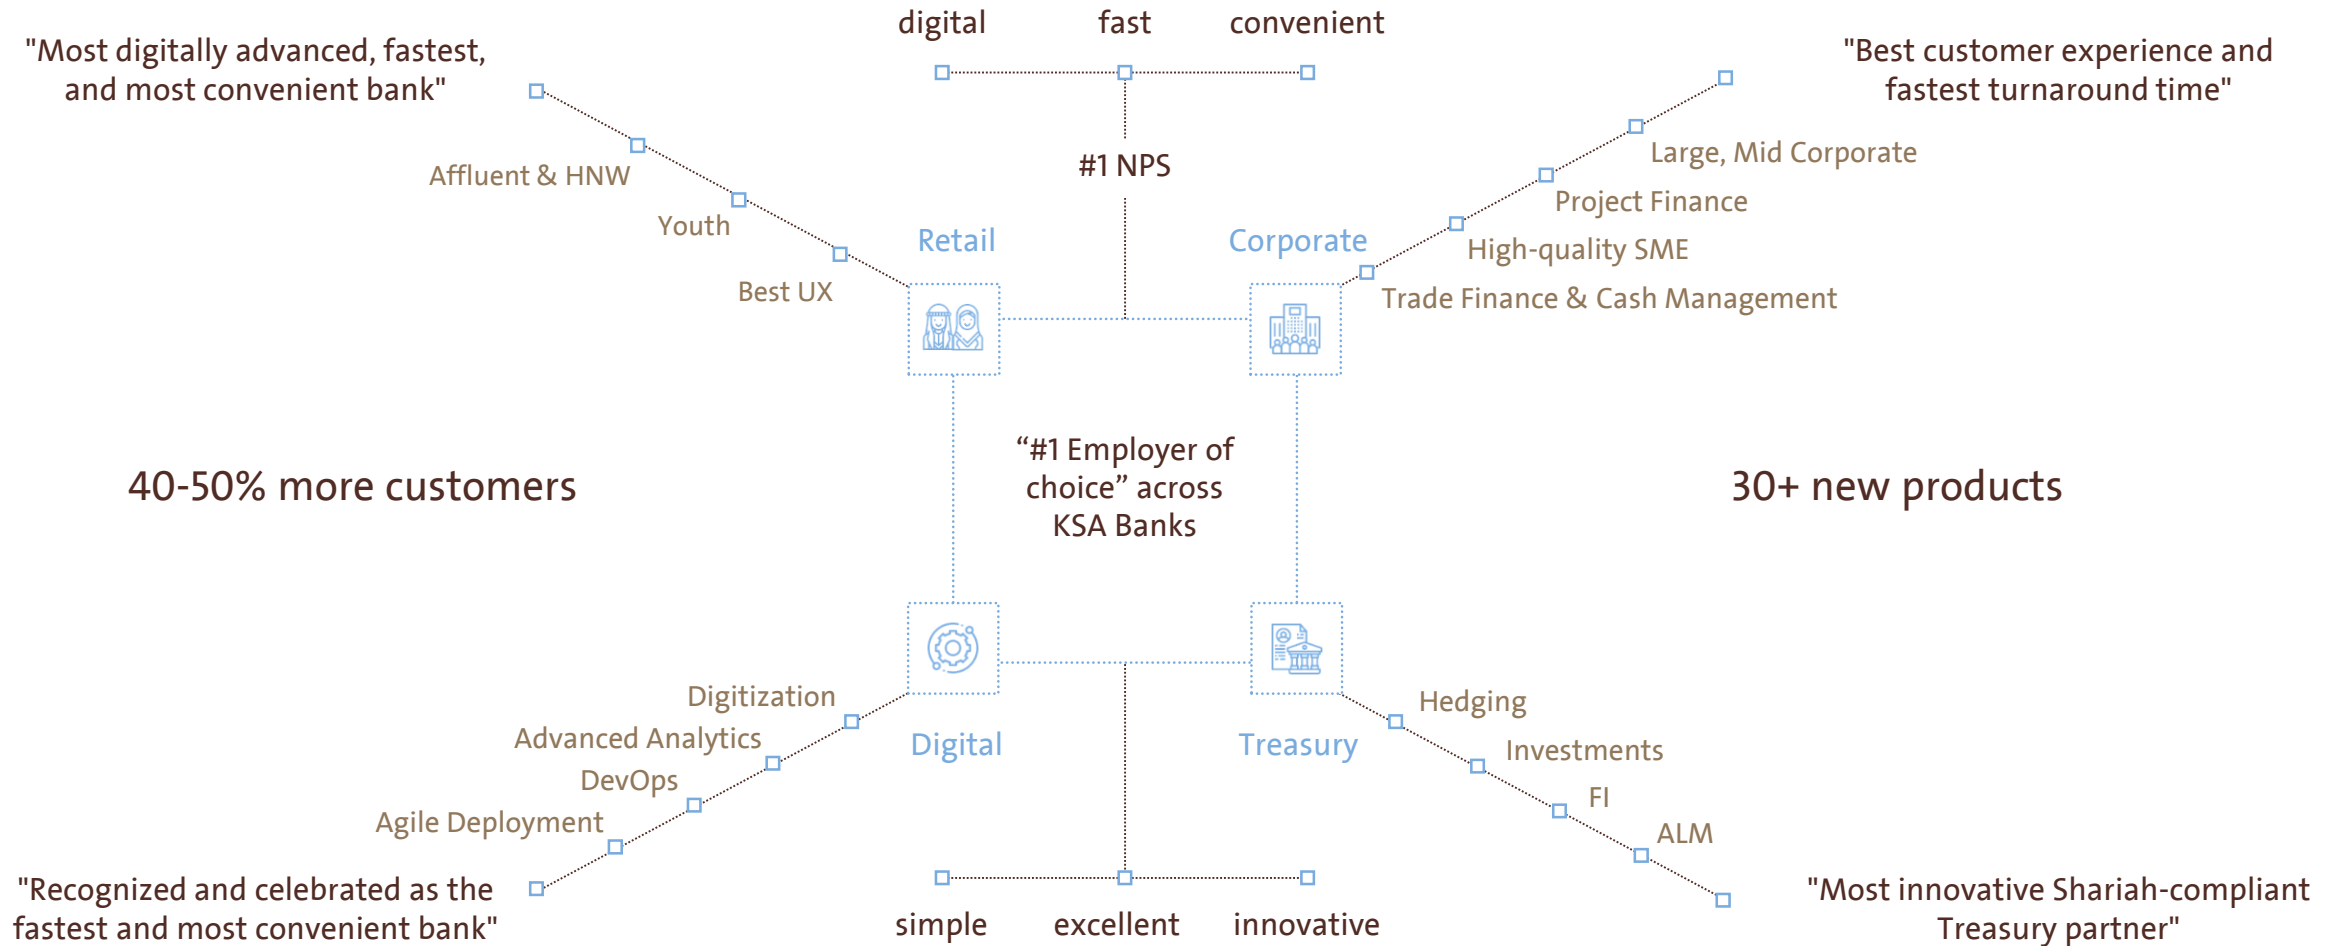 digital
fast
convenient
"Most digitally advanced, fastest,
and most convenient bank"
"Best customer experience and
fastest turnaround time"
#1 NPS
Affluent & HNW
Youth
Best UX
Retail
Corporate
Large, Mid Corporate
Project Finance
High-quality SME
Trade Finance & Cash Management
40-50% more customers
“#1 Employer of
choice” across
KSA Banks
30+ new products
Digitization
Advanced Analytics
DevOps
Agile Deployment
Digital
Treasury
Hedging
Investments
FI
ALM
"Recognized and celebrated as the
fastest and most convenient bank"
simple
excellent
innovative
"Most innovative Shariah-compliant
Treasury partner"